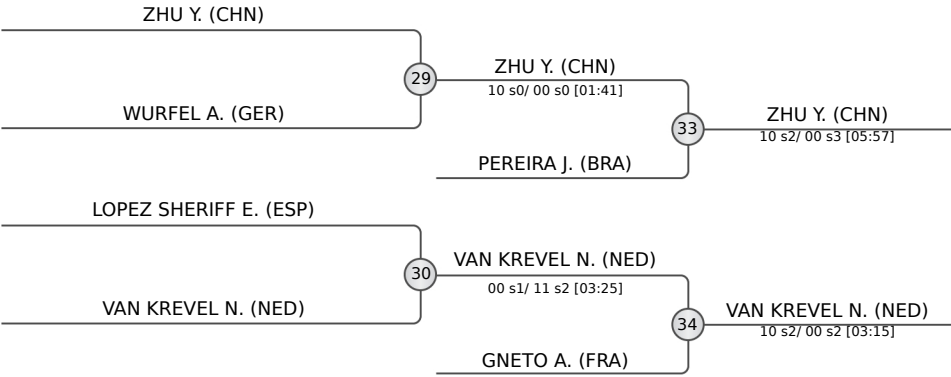 ZHU Y. (CHN)
29
ZHU Y. (CHN)
10 s0/ 00 s0 [01:41]
WURFEL A. (GER)
33
ZHU Y. (CHN)
10 s2/ 00 s3 [05:57]
PEREIRA J. (BRA)
LOPEZ SHERIFF E. (ESP)
30
VAN KREVEL N. (NED)
00 s1/ 11 s2 [03:25]
VAN KREVEL N. (NED)
34
VAN KREVEL N. (NED)
10 s2/ 00 s2 [03:15]
GNETO A. (FRA)